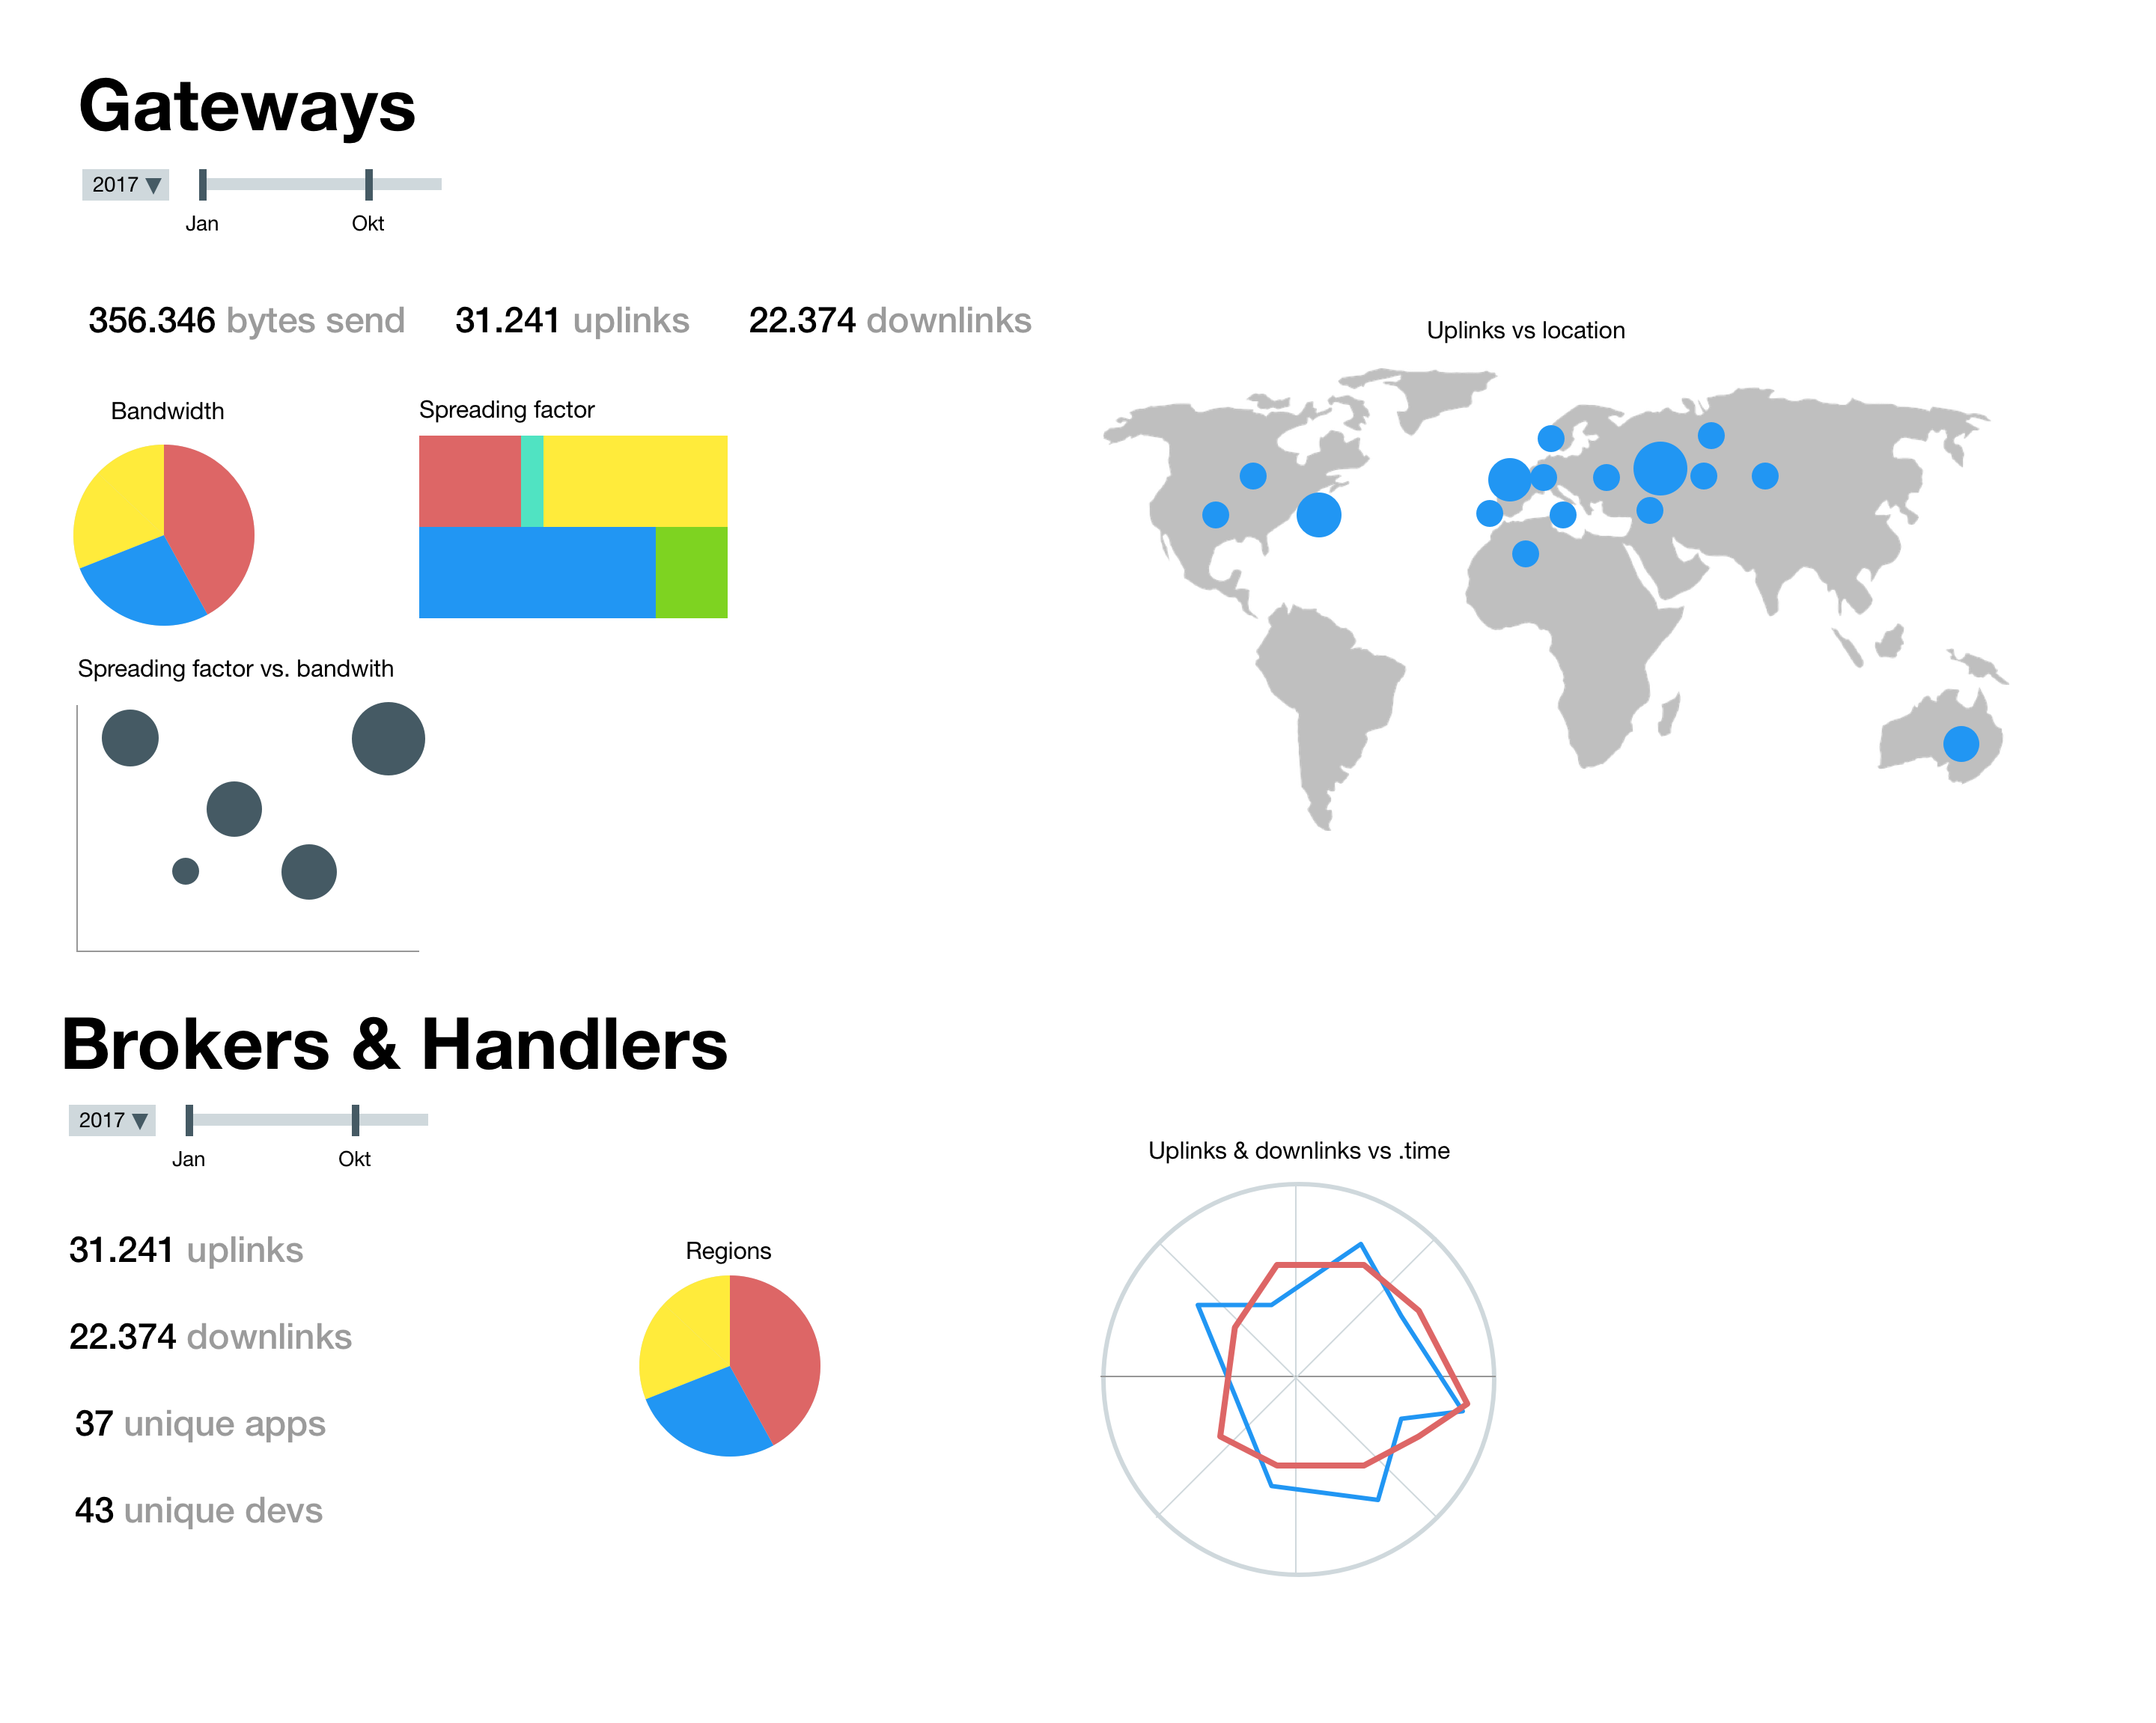 Gateways
2017
Jan
Okt
356.346 bytes send
31.241 uplinks
22.374 downlinks
Uplinks vs location
Bandwidth
Spreading factor
Spreading factor vs. bandwith
Brokers & Handlers
2017
Jan
Okt
Uplinks & downlinks vs .time
31.241 uplinks
Regions
22.374 downlinks
37 unique apps
43 unique devs